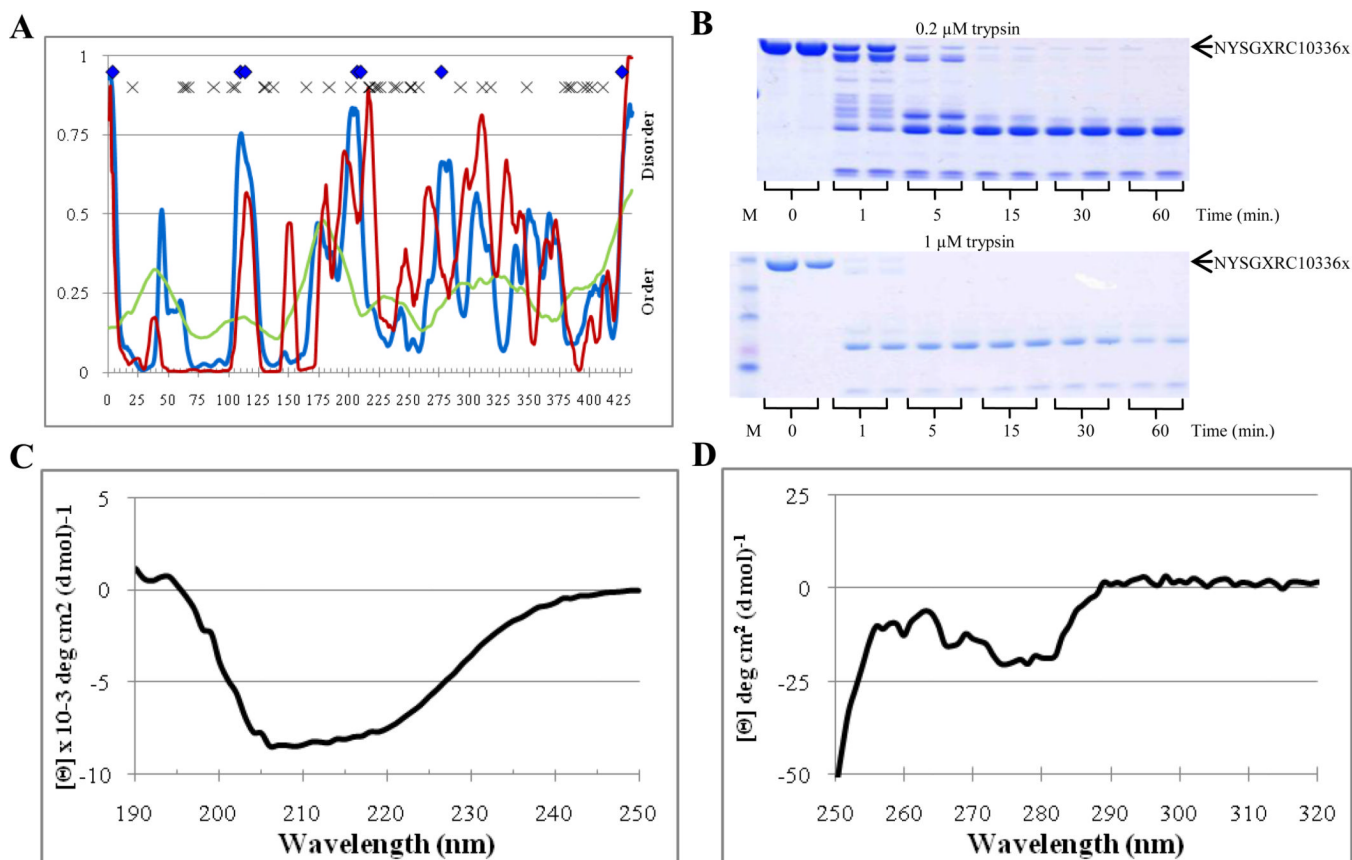 A
1
0.75
0.5
0.25
0
Disorder
Order
0 25 50 75 100 125 150 175 200 225 250 275 300 325 350 375 400 425
B
0.2 µM trypsin
NYSGXRC10336x
M 0 1 5 15 30 60 Time (min.)
1 µM trypsin
NYSGXRC10336x
M 0 1 5 15 30 60 Time (min.)
C
[Θ] x 10-3 deg cm2 (d mol)-1
5
0
-5
-10
190 200 210 220 230 240 250
Wavelength (nm)
D
[Θ] deg cm² (d mol)⁻¹
25
0
-25
-50
250 260 270 280 290 300 310 320
Wavelength (nm)